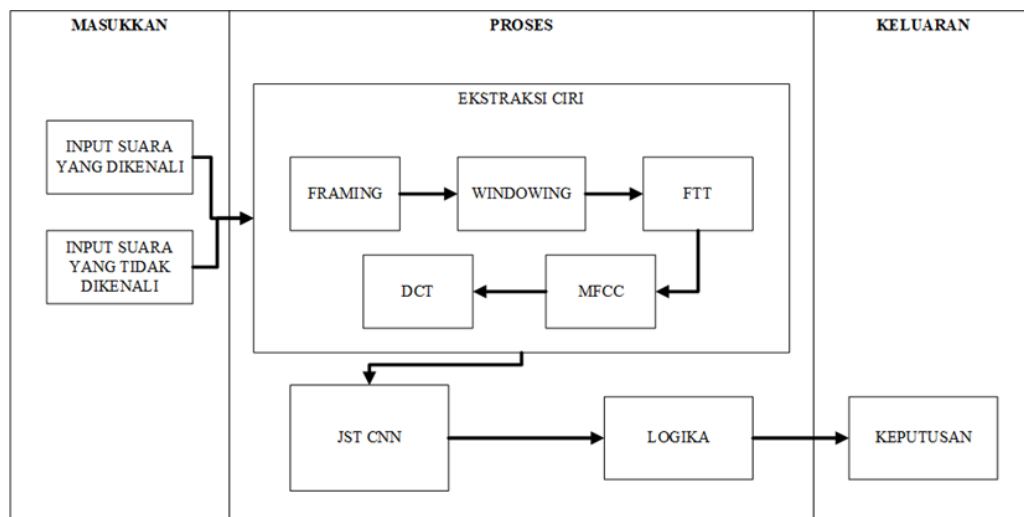 MASUKKAN
PROSES
KELUARAN
EKSTRAKSI CIRI
INPUT SUARA
YANG DIKENALI
INPUT SUARA
YANG TIDAK
DIKENALI
FRAMING
WINDOWING
FTT
DCT
MFCC
JST CNN
LOGIKA
KEPUTUSAN